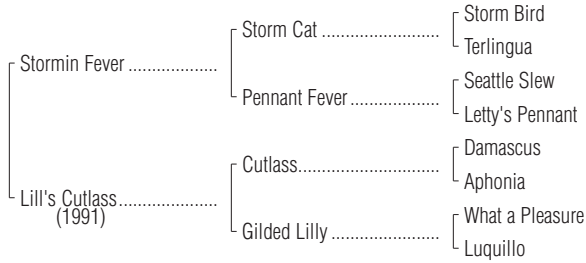 Storm Bird
Storm Cat ........................
Terlingua
Stormin Fever ..................
Seattle Slew
Pennant Fever ..................
Letty's Pennant
Damascus
Cutlass............................
Aphonia
Lill's Cutlass....................
(1991)
What a Pleasure
Gilded Lilly ......................
Luquillo